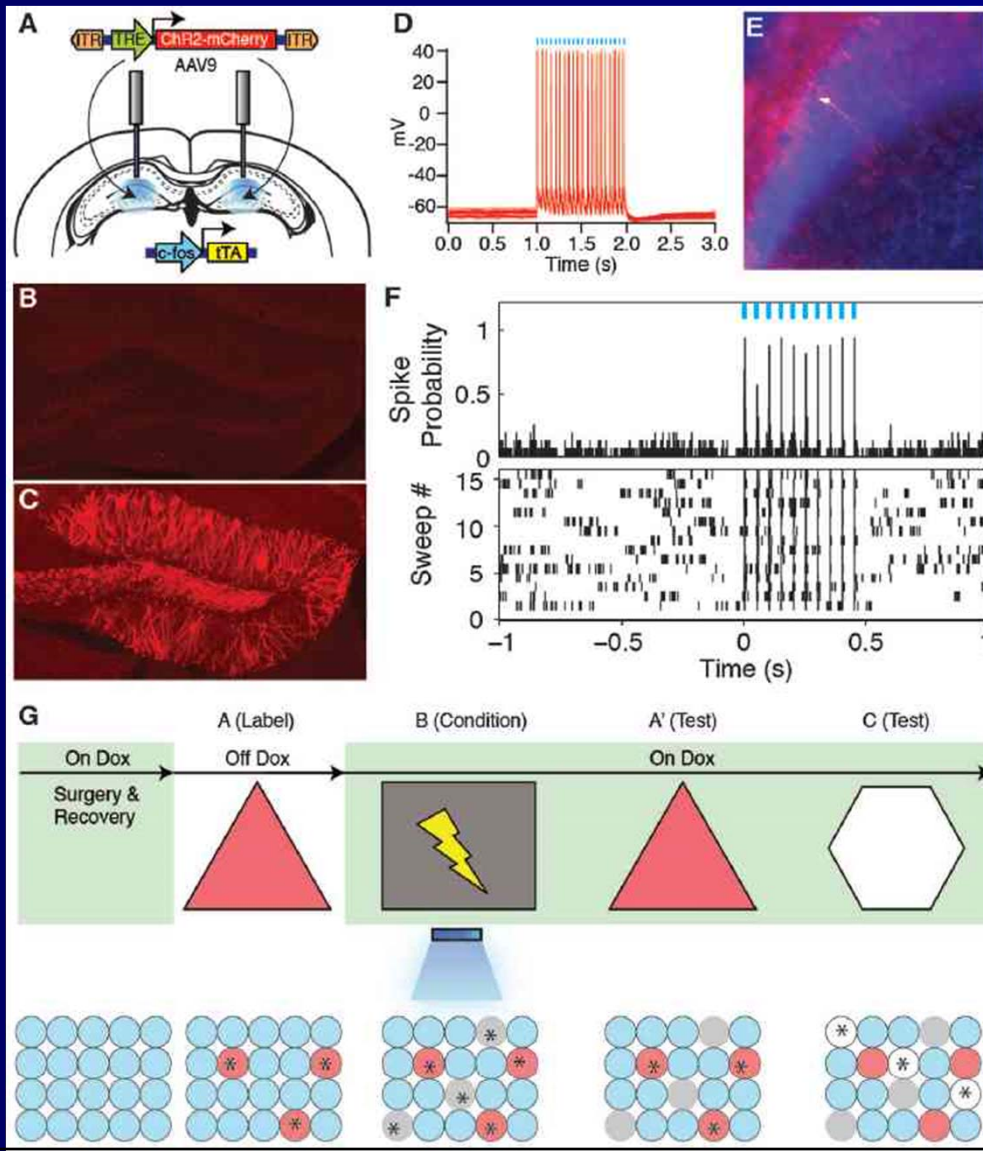 A
ITR TRE ChR2-mCherry ITR
AAV9
c-fos tTA
B
C
D
mV
40
20
0
-20
-40
-60
0.0 0.5 1.0 1.5 2.0 2.5 3.0
Time (s)
E
F
Spike
Probability
1
0.5
0
Sweep #
15
10
5
0
−1 −0.5 0 0.5
Time (s)
G
A (Label) B (Condition) A' (Test) C (Test)
On Dox Off Dox On Dox
Surgery &
Recovery
* * *
* * * * * *
* * *
* * *